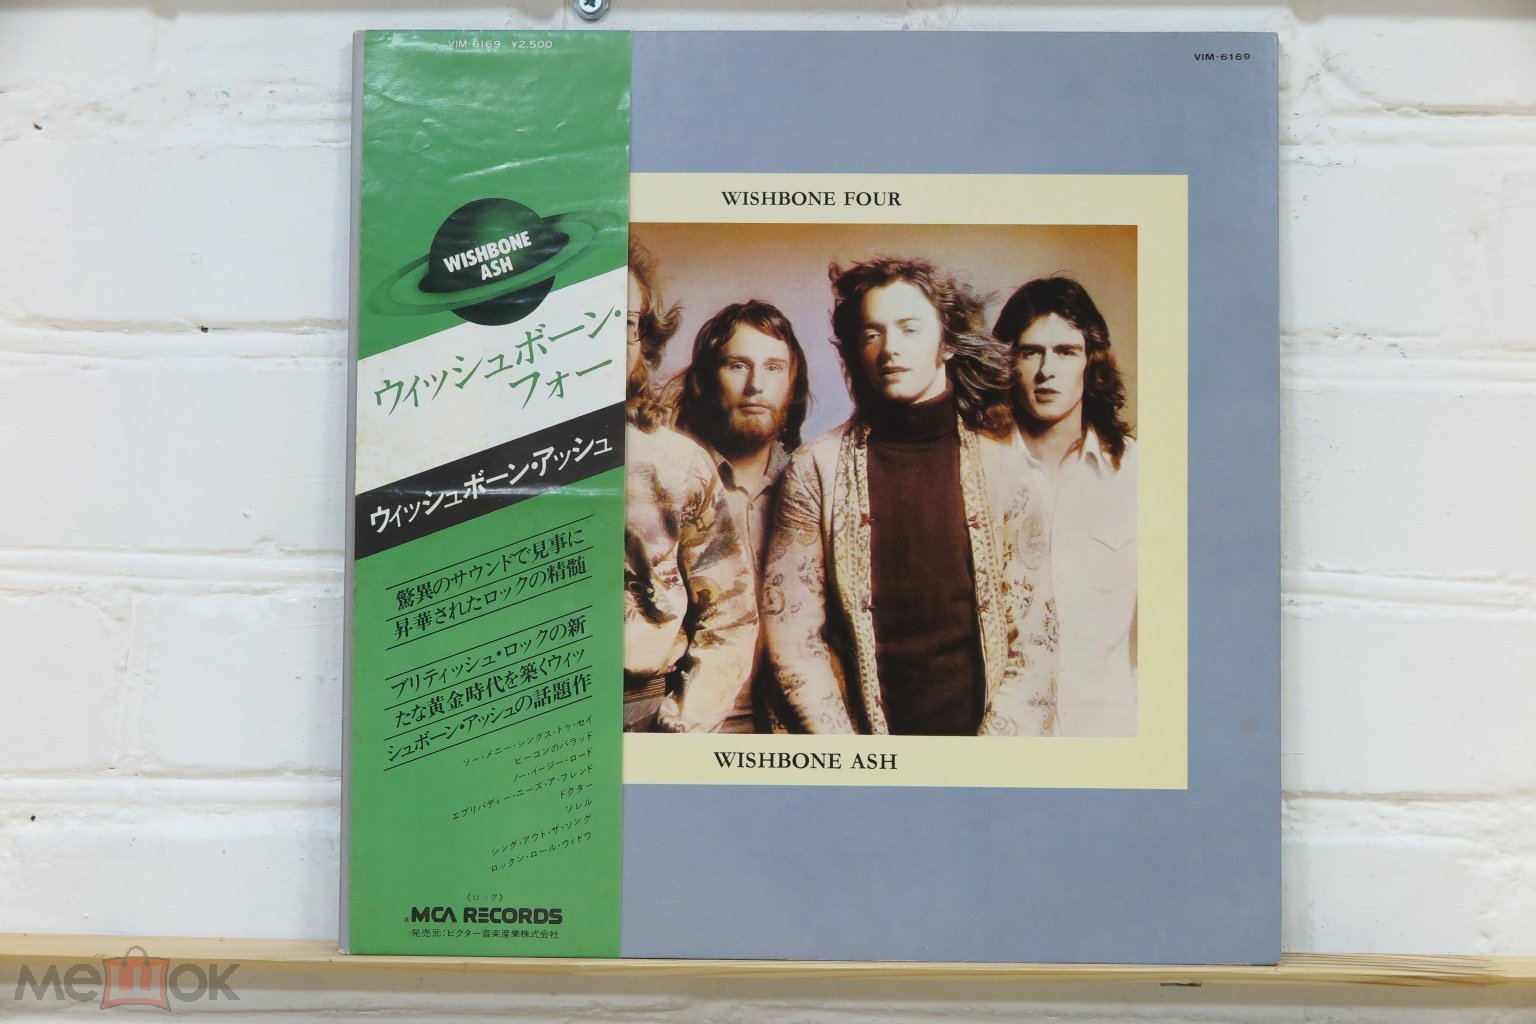 VIM-6169 ¥2,500
WISHBONE
ASH
ウィッシュボーン・
フォー
ウィッシュボーン・アッシュ
驚異のサウンドで見事に
昇華されたロックの精髄
ブリティッシュ・ロックの新
たな黄金時代を築くウィッ
シュボーン・アッシュの話題作
ソー・メニー・シングス・トゥ・セイ
ビーコンのバラッド
ノー・イージー・ロード
エブリバディー・ニーズ・ア・フレンド
ドクター
ソレル
シング・アウト・ザ・ソング
ロックン・ロール・ウィドウ
《ロック》
MCA RECORDS
発売元:ビクター音楽産業株式会社
VIM-6169
WISHBONE FOUR
WISHBONE ASH
мешок